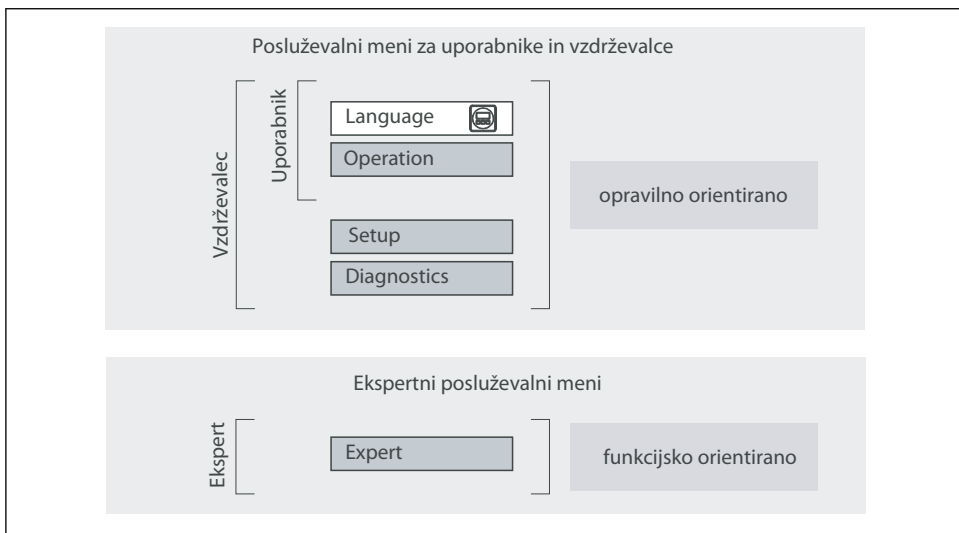 Posluževalni meni za uporabnike in vzdrževalce
Vzdrževalec
Uporabnik
Language
Operation
Setup
Diagnostics
opravilno orientirano
Ekspertni posluževalni meni
Ekspert
Expert
funkcijsko orientirano